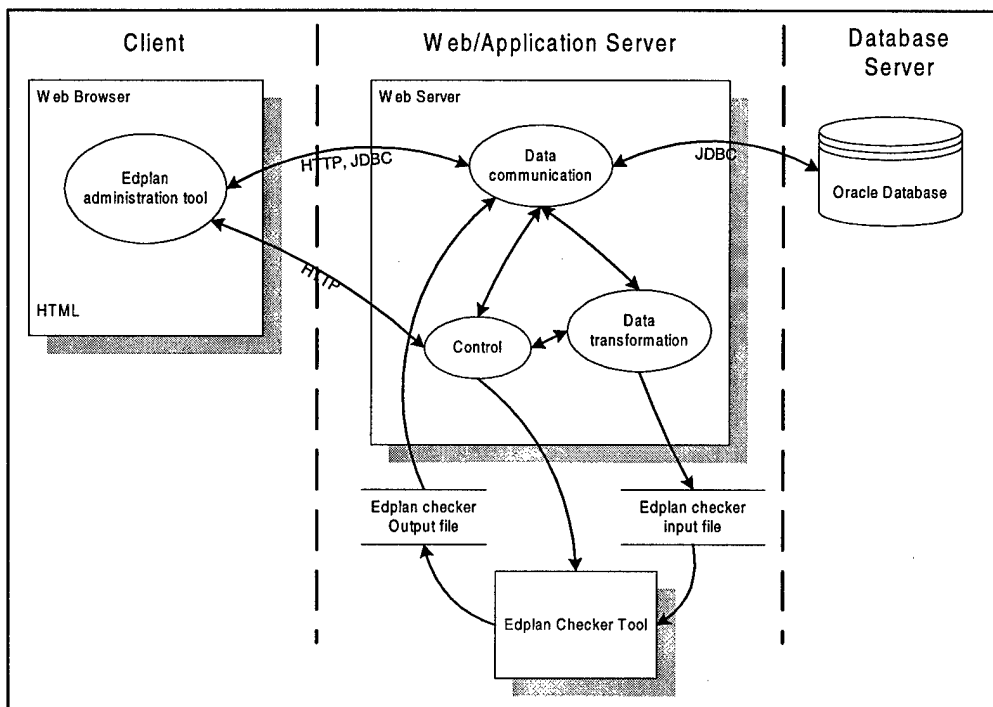 Client
Web/Application Server
Database
Server
Web Browser
Edplan
administration tool
HTML
HTTP, JDBC
HTTP
Web Server
Data
communication
Control
Data
transformation
JDBC
Oracle Database
Edplan checker
Output file
Edplan checker
input file
Edplan Checker Tool